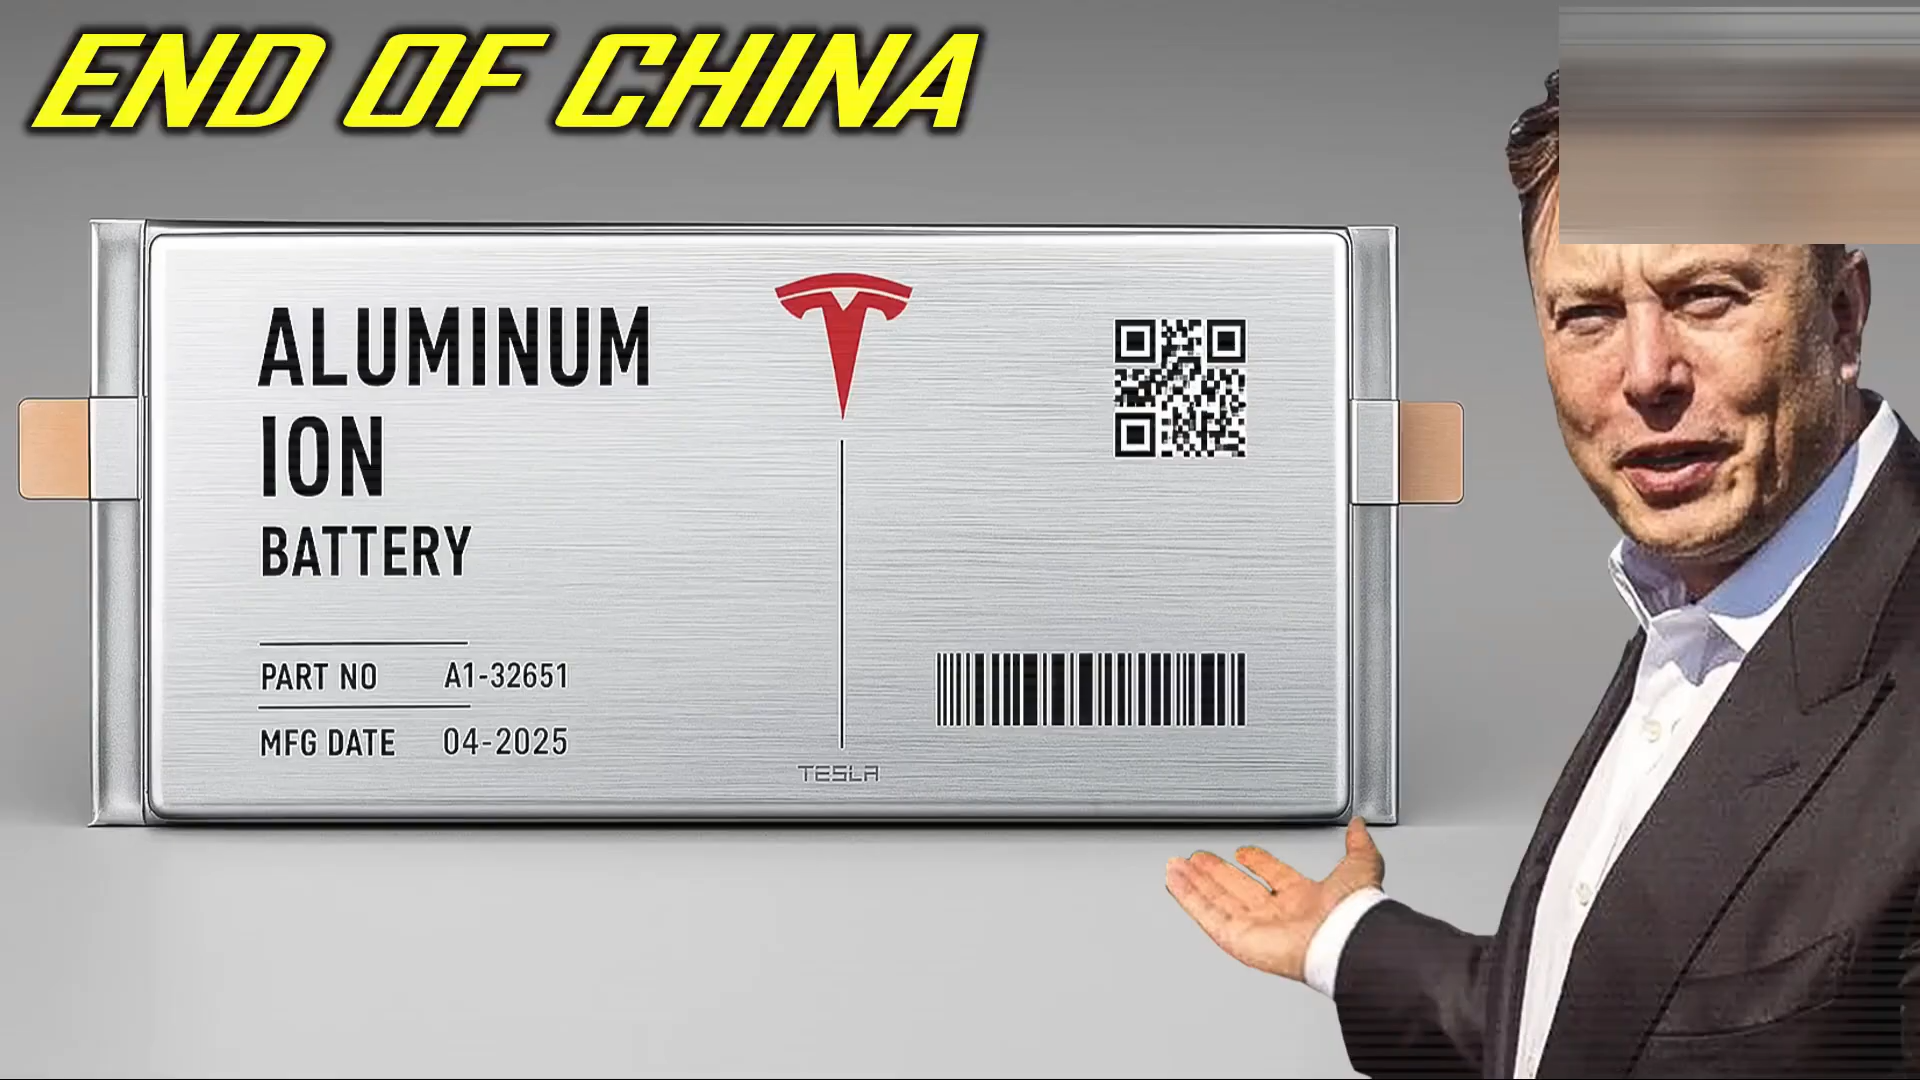 END OF CHINA
ALUMINUM
ION
BATTERY
PART NO A1-32651
MFG DATE 04-2025
TESLA